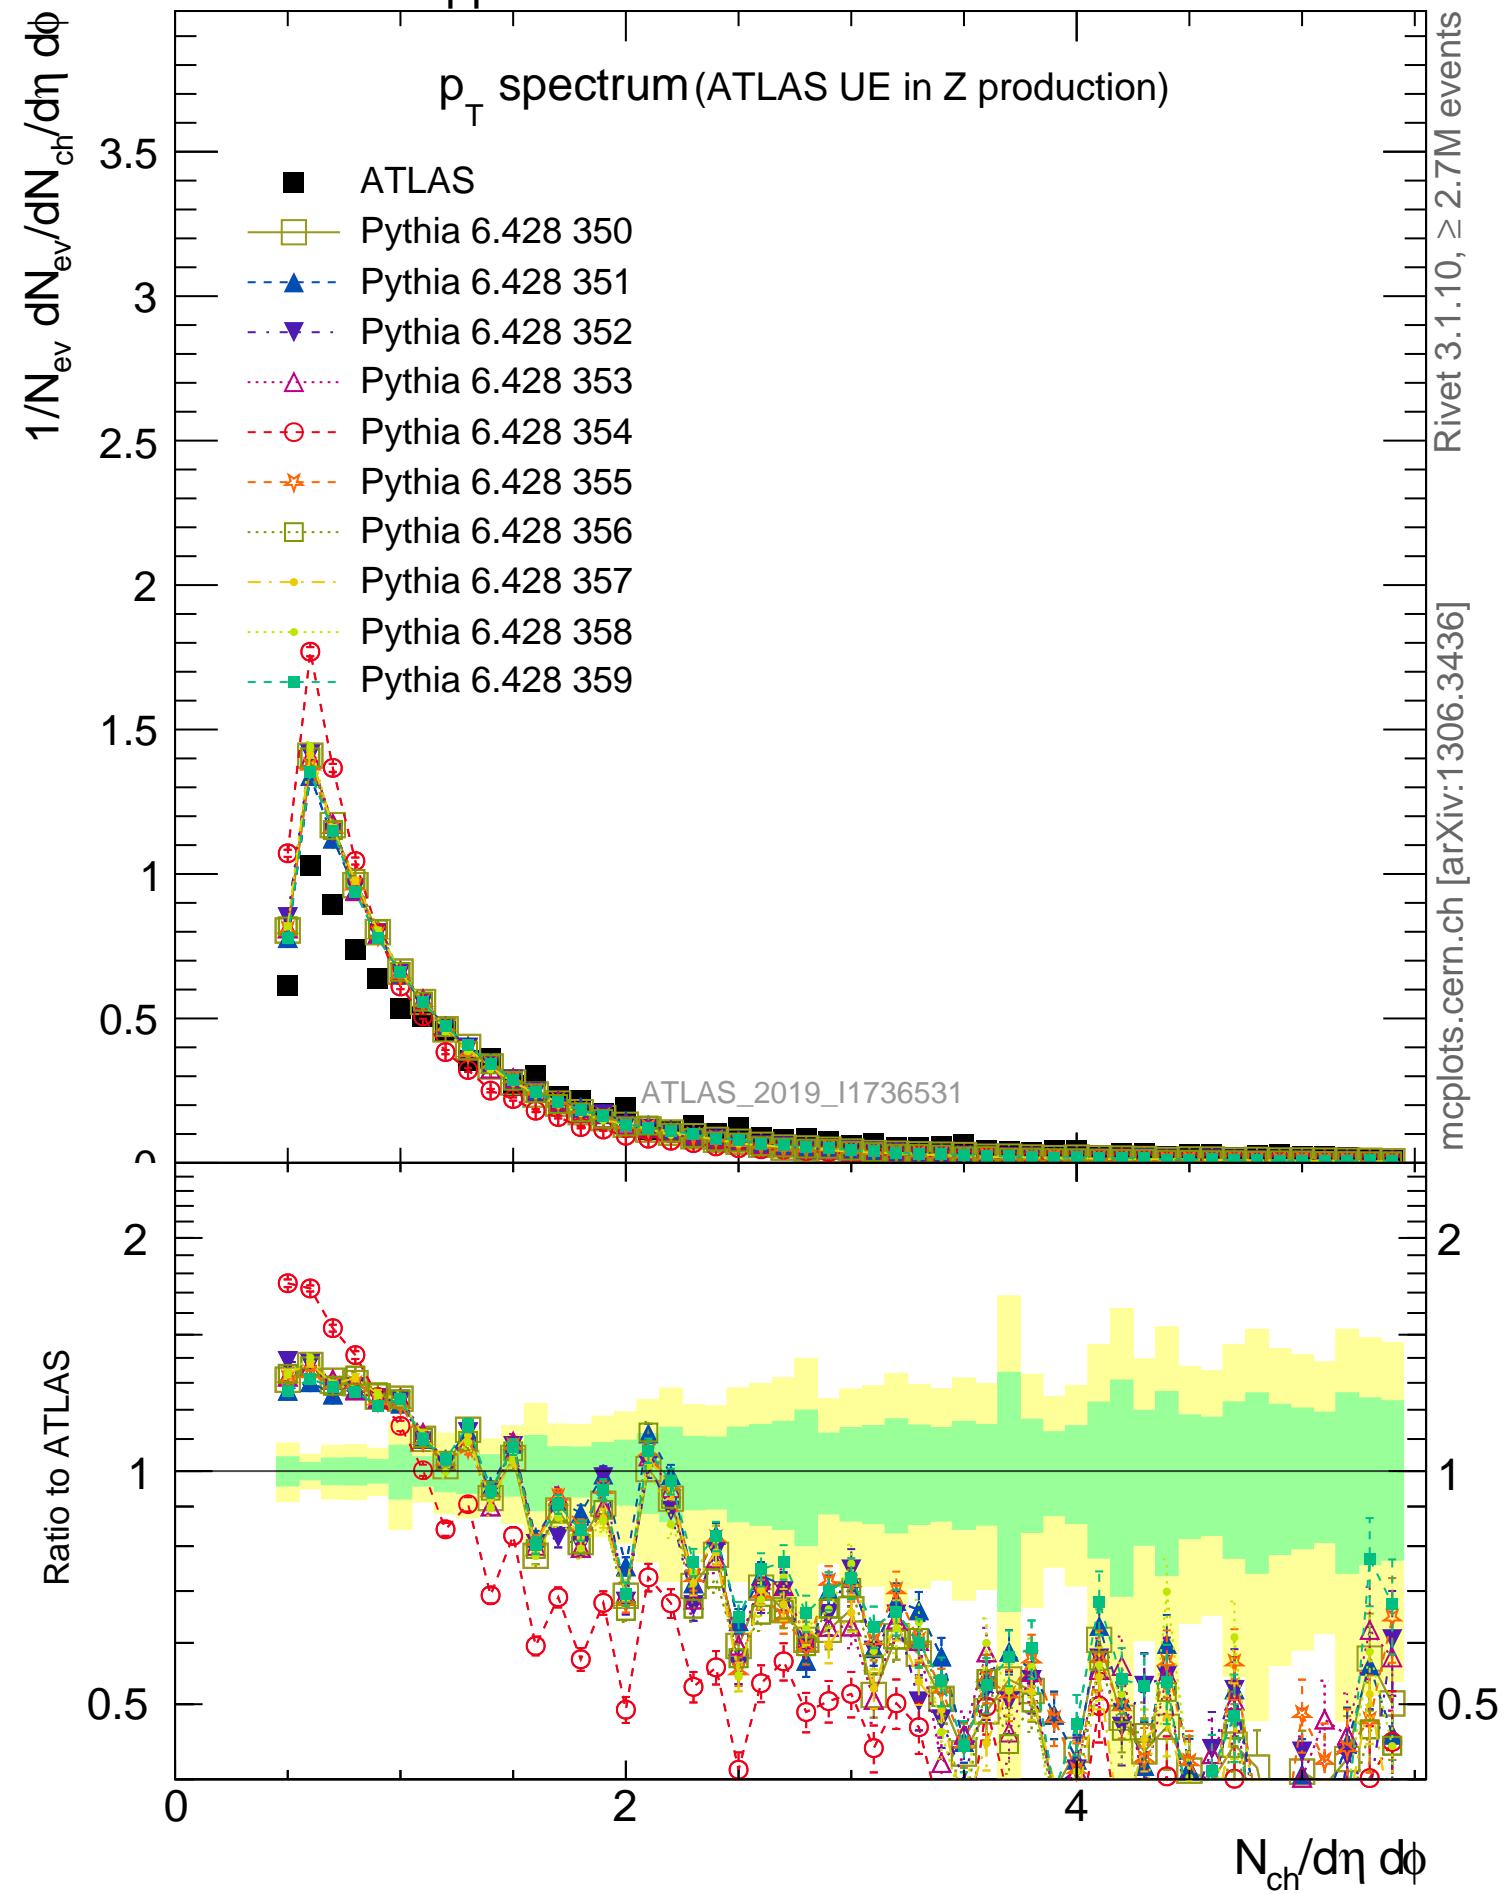 pp
p_T spectrum (ATLAS UE in Z production)
1/N_ev dN_ev/dN_ch/dη dϕ
3.5
3
2.5
2
1.5
1
0.5
0
ATLAS
Pythia 6.428 350
Pythia 6.428 351
Pythia 6.428 352
Pythia 6.428 353
Pythia 6.428 354
Pythia 6.428 355
Pythia 6.428 356
Pythia 6.428 357
Pythia 6.428 358
Pythia 6.428 359
ATLAS_2019_I1736531
Rivet 3.1.10, ≥ 2.7M events
mcplots.cern.ch [arXiv:1306.3436]
Ratio to ATLAS
2
1
0.5
2
1
0.5
0
2
4
N_ch/dη dϕ